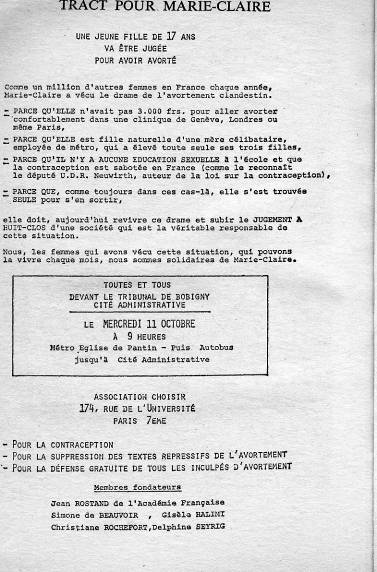 TRACT POUR MARIE-CLAIRE
UNE JEUNE FILLE DE 17 ANS
VA ÊTRE JUGÉE
POUR AVOIR AVORTÉ
Comme un million d'autres femmes en France chaque année,
Marie-Claire a vécu le drame de l'avortement clandestin.
- PARCE QU'ELLE n'avait pas 3.000 frs. pour aller avorter
confortablement dans une clinique de Genève, Londres ou
même Paris,
- PARCE QU'ELLE est fille naturelle d'une mère célibataire,
employée de métro, qui a élevé toute seule ses trois filles,
- PARCE QU'IL N'Y A AUCUNE EDUCATION SEXUELLE à l'école et que
la contraception est sabotée en France (comme le reconnaît
le député U.D.R. Neuwirth, auteur de la loi sur la contraception),
- PARCE QUE, comme toujours dans ces cas-là, elle s'est trouvée
SEULE pour s'en sortir,
elle doit, aujourd'hui revivre ce drame et subir le JUGEMENT A
HUIT-CLOS d'une société qui est la véritable responsable de
cette situation.
Nous, les femmes qui avons vécu cette situation, qui pouvons
la vivre chaque mois, nous sommes solidaires de Marie-Claire.
TOUTES ET TOUS
DEVANT LE TRIBUNAL DE BOBIGNY
CITÉ ADMINISTRATIVE
LE MERCREDI 11 OCTOBRE
À 9 HEURES
Métro Eglise de Pantin - Puis Autobus
jusqu'à Cité Administrative
ASSOCIATION CHOISIR
174, RUE DE L'UNIVERSITÉ
PARIS 7EME
- POUR LA CONTRACEPTION
- POUR LA SUPPRESSION DES TEXTES REPRESSIFS DE L'AVORTEMENT
- POUR LA DÉFENSE GRATUITE DE TOUS LES INCULPÉS D'AVORTEMENT
Membres fondateurs
Jean ROSTAND de l'Académie Française
Simone de BEAUVOIR , Gisèle HALIMI
Christiane ROCHEFORT,Delphine SEYRIG